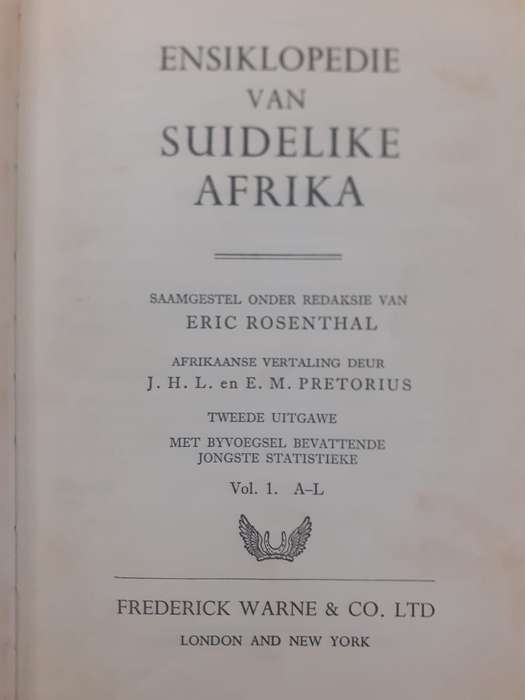 ENSIKLOPEDIE
VAN
SUIDELIKE
AFRIKA
SAAMGESTEL ONDER REDAKSIE VAN
ERIC ROSENTHAL
AFRIKAANSE VERTALING DEUR
J. H. L. en E. M. PRETORIUS
TWEEDE UITGAWE
MET BYVOEGSEL BEVATTENDE
JONGSTE STATISTIEKE
Vol. 1. A–L
FREDERICK WARNE & CO. LTD
LONDON AND NEW YORK